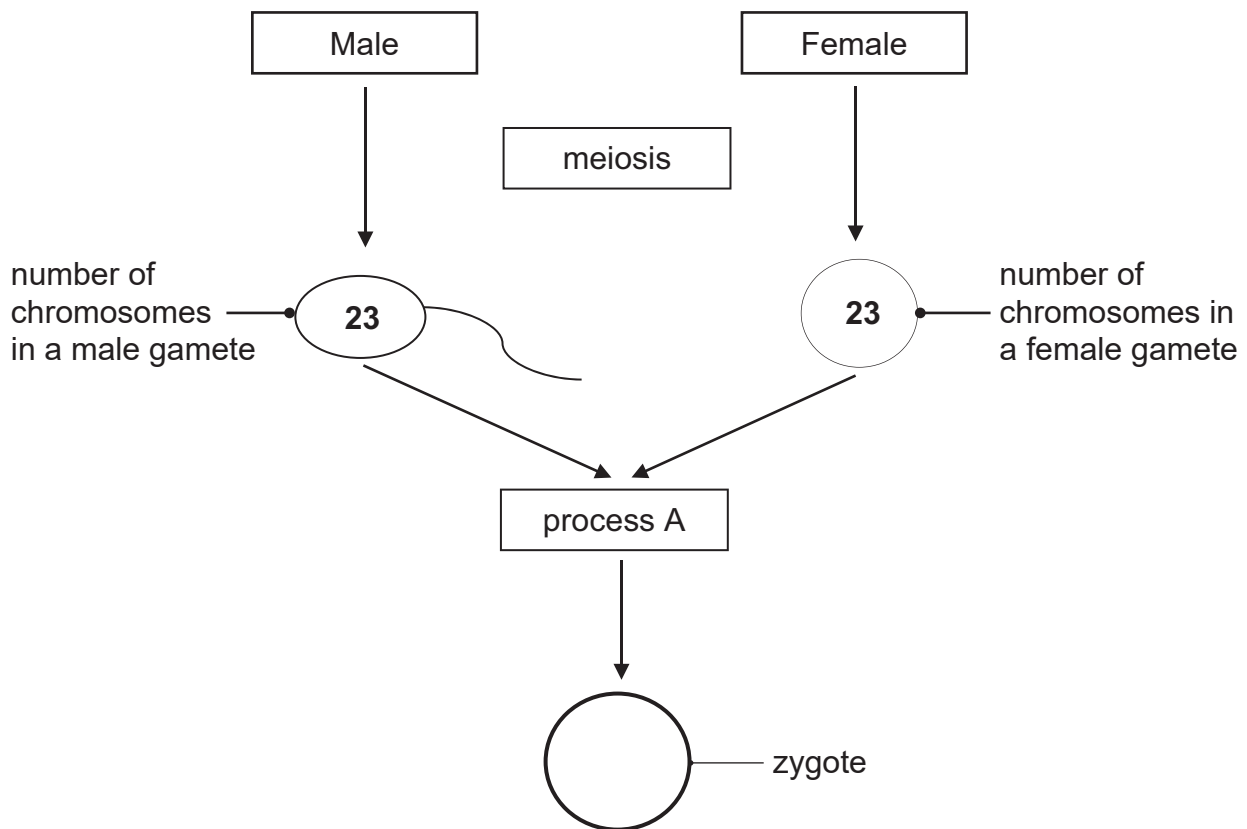 Male
Female
meiosis
number of
chromosomes
in a male gamete
23
23
number of
chromosomes in
a female gamete
process A
zygote